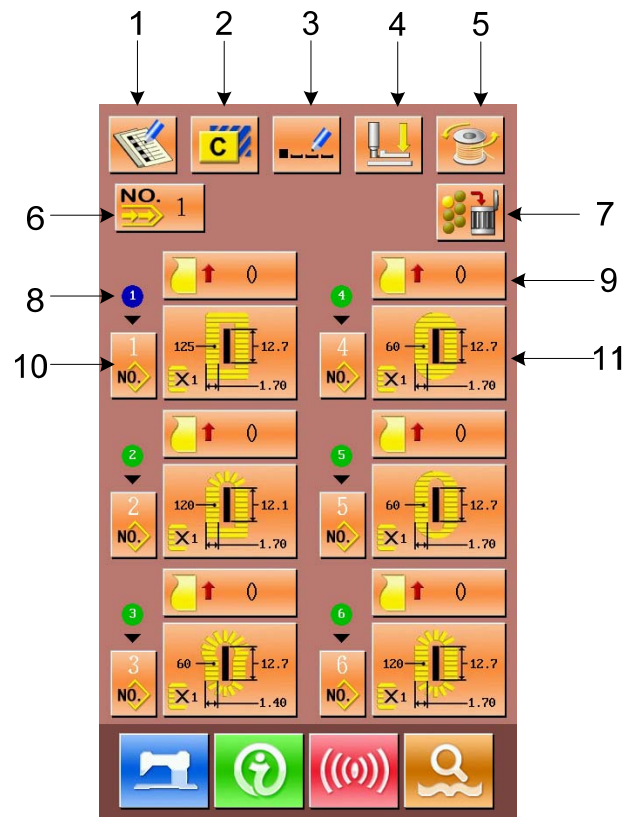 1 2 3 4 5
C
6 NO. 1 7
0 0 9
8 1 4
10 1 NO. 125 12.7 X1 1.70
4 NO. 60 12.7 X1 1.70 11
0 0
2 5
2 NO. 120 12.1 X1 1.70
5 NO. 60 12.7 X1 1.70
0 0
3 6
3 NO. 60 12.7 X1 1.40
6 NO. 120 12.7 X1 1.70